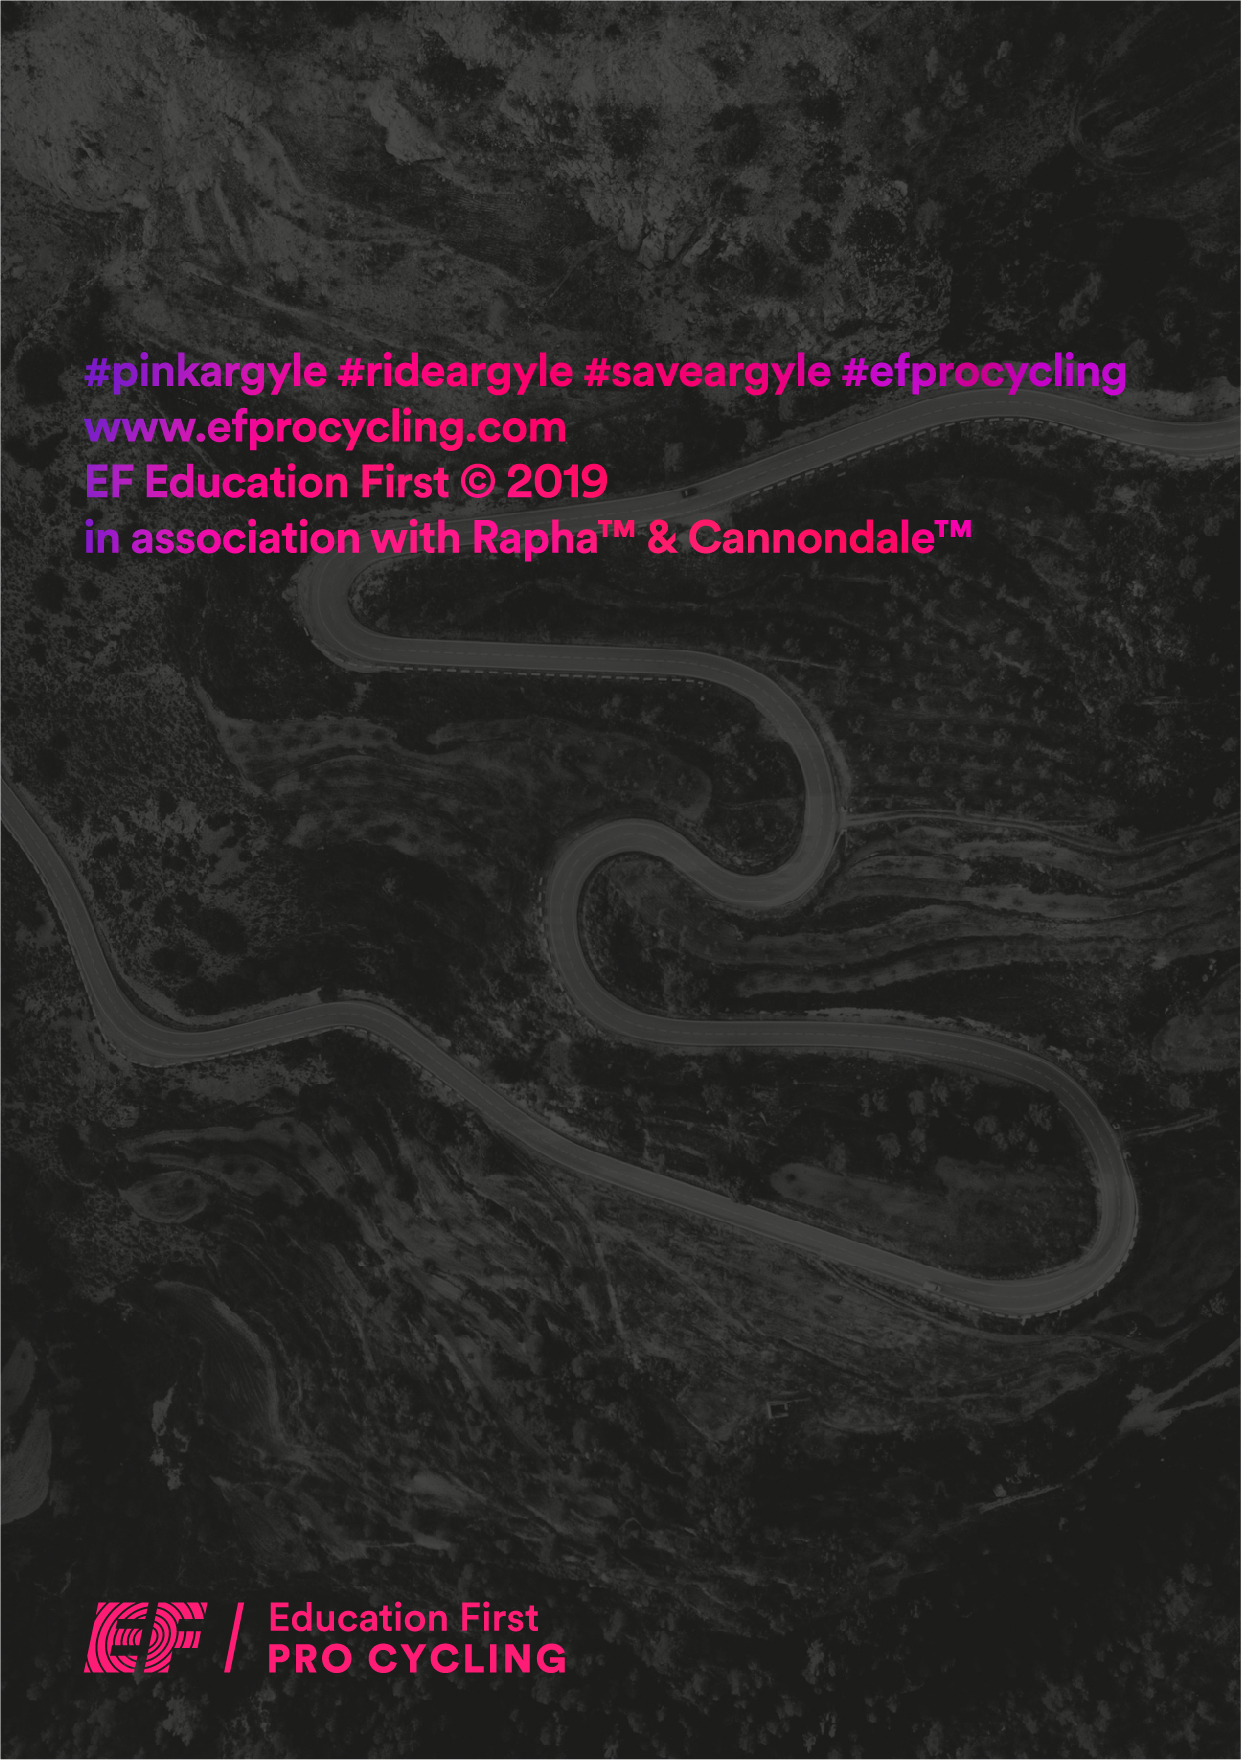 #pinkargyle #rideargyle #saveargyle #efprocycling
www.efprocycling.com
EF Education First © 2019
in association with Rapha™ & Cannondale™
EF / Education First
PRO CYCLING